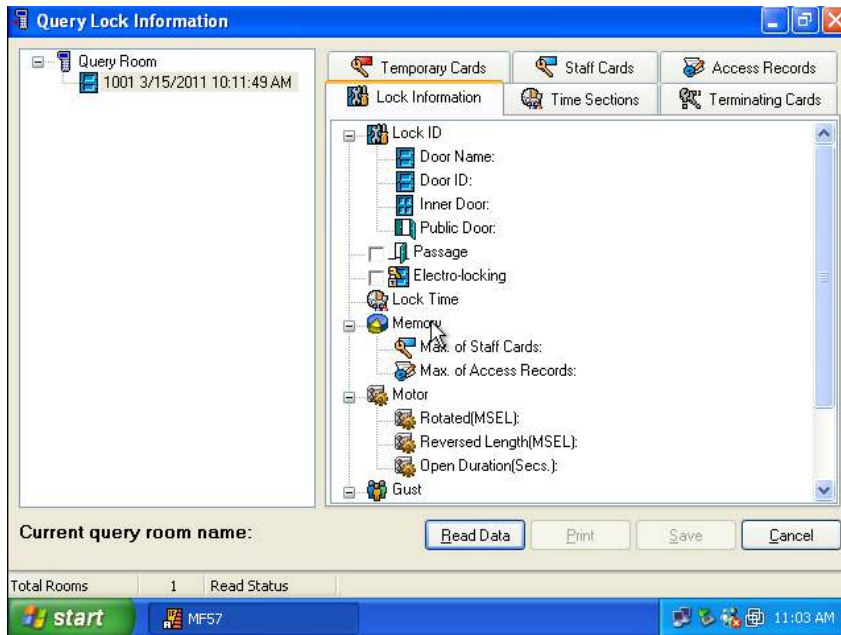 Query Lock Information
Query Room
1001 3/15/2011 10:11:49 AM
Temporary Cards
Staff Cards
Access Records
Lock Information
Time Sections
Terminating Cards
Lock ID
Door Name:
Door ID:
Inner Door:
Public Door:
Passage
Electro-locking
Lock Time
Memory
Max. of Staff Cards:
Max. of Access Records:
Motor
Rotated(MSEL):
Reversed Length(MSEL):
Open Duration(Secs.):
Gust
Current query room name:
Read Data
Print
Save
Cancel
Total Rooms 1 Read Status
start
MF57
11:03 AM